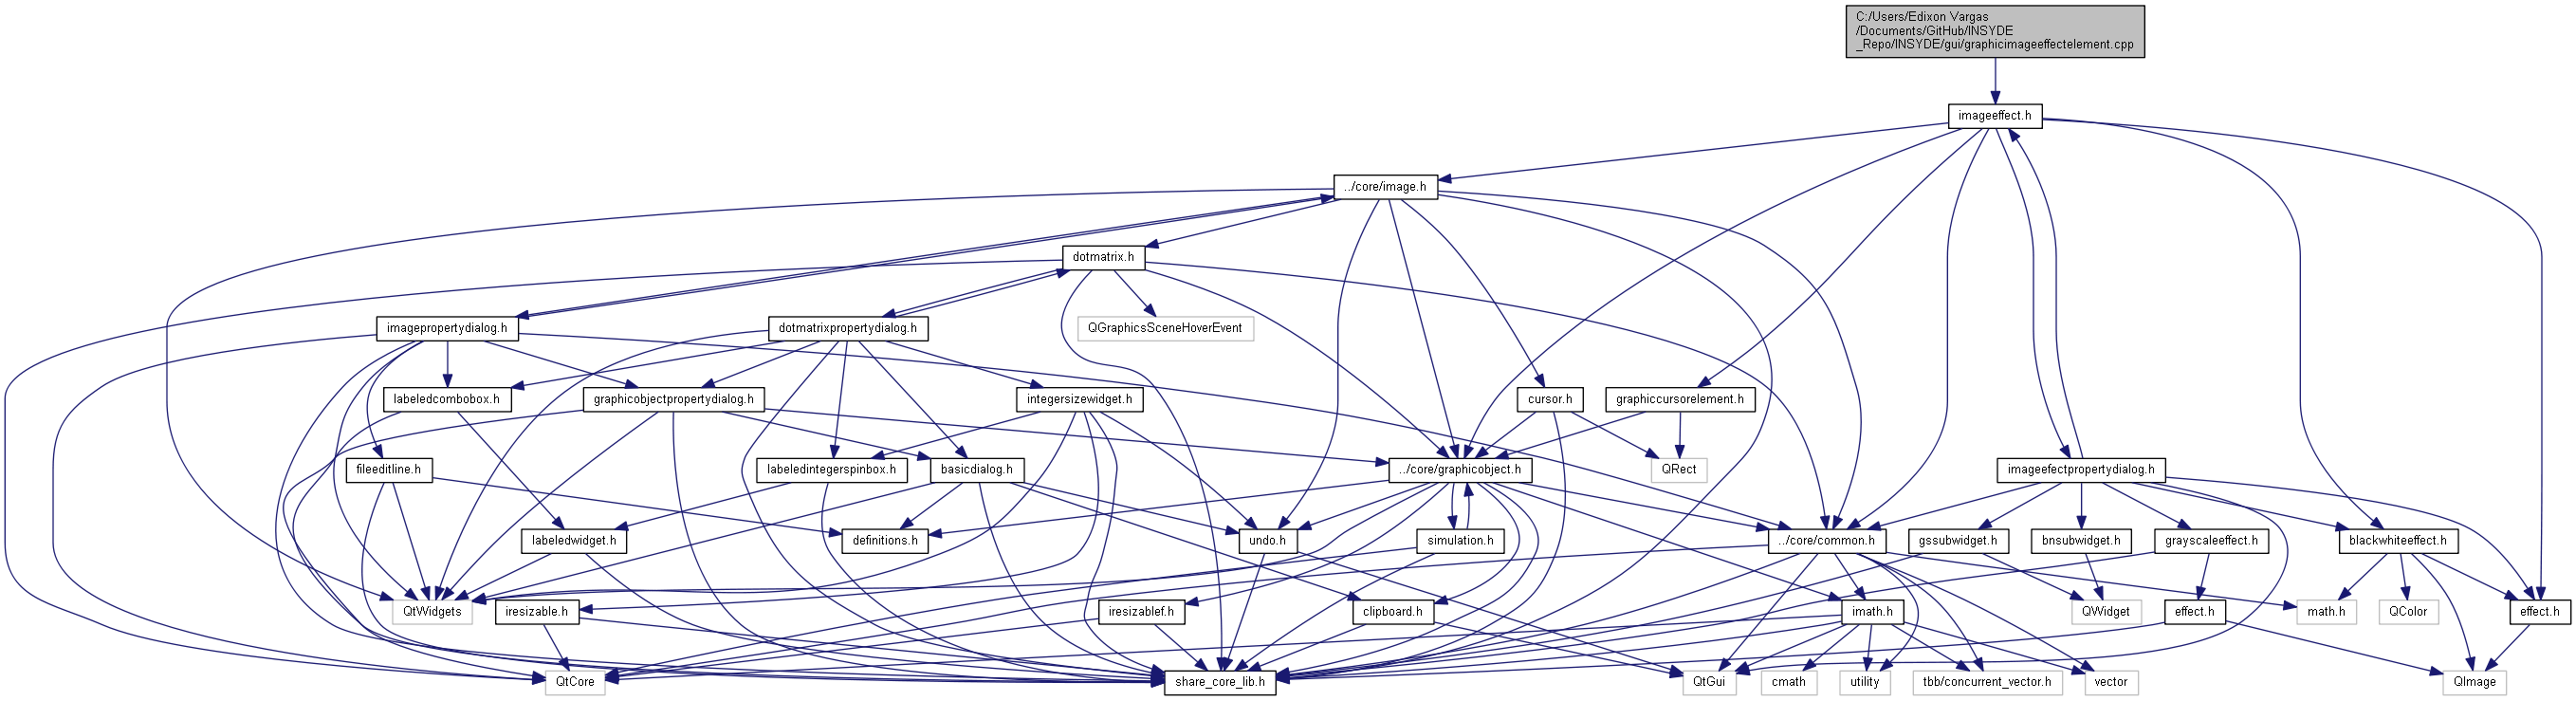 C:/Users/Edixon Vargas
/Documents/GitHub/INSYDE
_Repo/INSYDE/gui/graphicimageeffectelement.cpp
imageeffect.h
../core/image.h
dotmatrix.h
imagepropertydialog.h
dotmatrixpropertydialog.h
QGraphicsSceneHoverEvent
labeledcombobox.h
graphicobjectpropertydialog.h
integersizewidget.h
cursor.h
graphiccursorelement.h
fileeditline.h
labeledintegerspinbox.h
basicdialog.h
../core/graphicobject.h
QRect
imageefectpropertydialog.h
labeledwidget.h
definitions.h
undo.h
simulation.h
../core/common.h
gssubwidget.h
bnsubwidget.h
grayscaleeffect.h
blackwhiteeffect.h
QtWidgets
iresizable.h
iresizablef.h
clipboard.h
imath.h
QWidget
effect.h
math.h
QColor
effect.h
QtCore
share_core_lib.h
QtGui
cmath
utility
tbb/concurrent_vector.h
vector
QImage